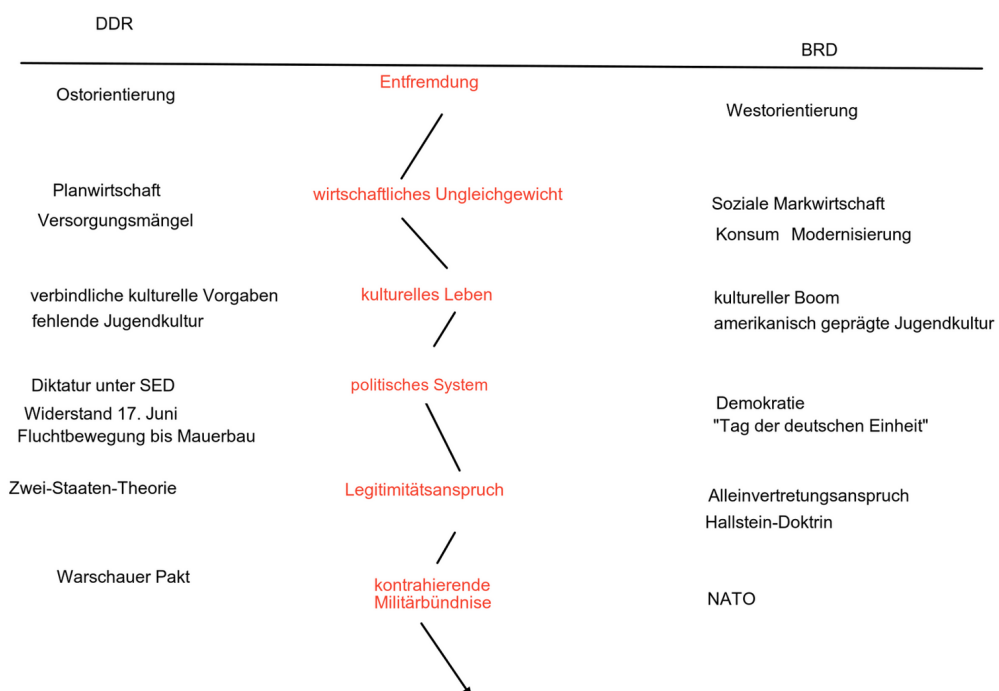 DDR
BRD
Entfremdung
Ostorientierung
Westorientierung
Planwirtschaft
wirtschaftliches Ungleichgewicht
Soziale Markwirtschaft
Versorgungsmängel
Konsum Modernisierung
verbindliche kulturelle Vorgaben
kulturelles Leben
kultureller Boom
fehlende Jugendkultur
amerikanisch geprägte Jugendkultur
Diktatur unter SED
politisches System
Demokratie
Widerstand 17. Juni
"Tag der deutschen Einheit"
Fluchtbewegung bis Mauerbau
Zwei-Staaten-Theorie
Legitimitätsanspruch
Alleinvertretungsanspruch
Hallstein-Doktrin
Warschauer Pakt
kontrahierende
Militärbündnise
NATO